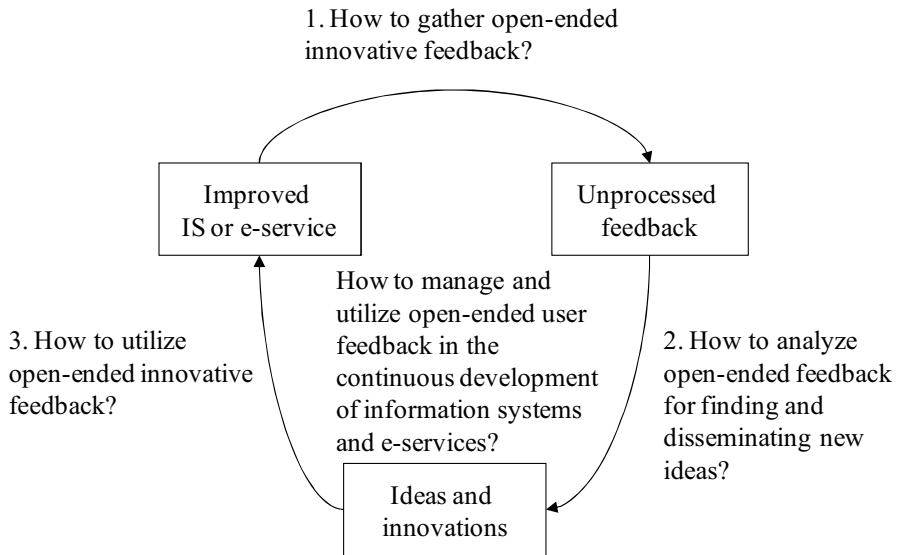 1. How to gather open-ended
innovative feedback?
Improved
IS or e-service
Unprocessed
feedback
How to manage and
utilize open-ended user
feedback in the
continuous development
of information systems
and e-services?
3. How to utilize
open-ended innovative
feedback?
2. How to analyze
open-ended feedback
for finding and
disseminating new
ideas?
Ideas and
innovations